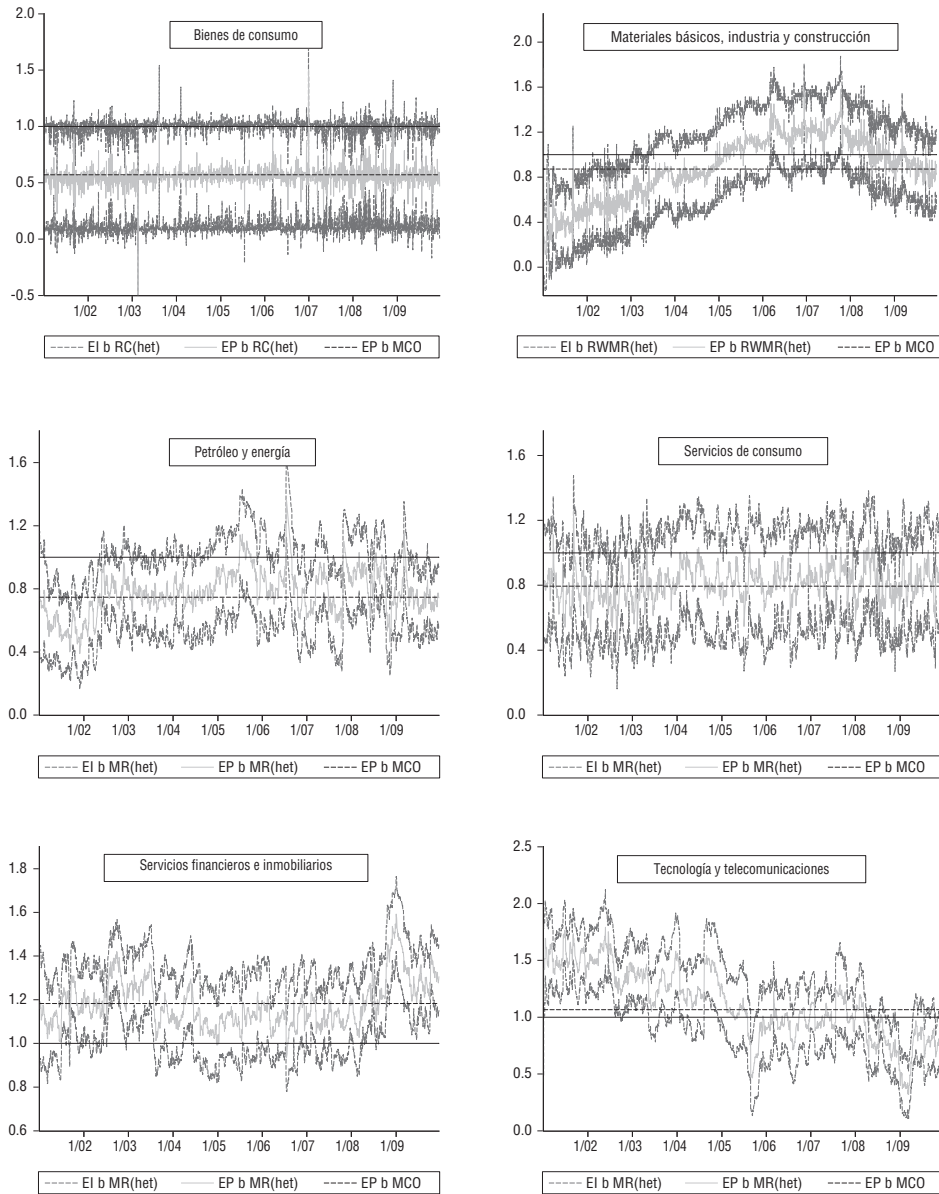 Bienes de consumo
2.0
1.5
1.0
0.5
0.0
-0.5
1/02 1/03 1/04 1/05 1/06 1/07 1/08 1/09
EI b RC(het) EP b RC(het) EP b MCO
Materiales básicos, industria y construcción
2.0
1.6
1.2
0.8
0.4
0.0
1/02 1/03 1/04 1/05 1/06 1/07 1/08 1/09
EI b RWMR(het) EP b RWMR(het) EP b MCO
Petróleo y energía
1.6
1.2
1.0
0.8
0.4
0.0
1/02 1/03 1/04 1/05 1/06 1/07 1/08 1/09
EI b MR(het) EP b MR(het) EP b MCO
Servicios de consumo
1.6
1.2
1.0
0.8
0.4
0.0
1/02 1/03 1/04 1/05 1/06 1/07 1/08 1/09
EI b MR(het) EP b MR(het) EP b MCO
Servicios financieros e inmobiliarios
1.8
1.6
1.4
1.2
1.0
0.8
0.6
1/02 1/03 1/04 1/05 1/06 1/07 1/08 1/09
EI b MR(het) EP b MR(het) EP b MCO
Tecnología y telecomunicaciones
2.5
2.0
1.5
1.0
0.5
0.0
1/02 1/03 1/04 1/05 1/06 1/07 1/08 1/09
EI b MR(het) EP b MR(het) EP b MCO